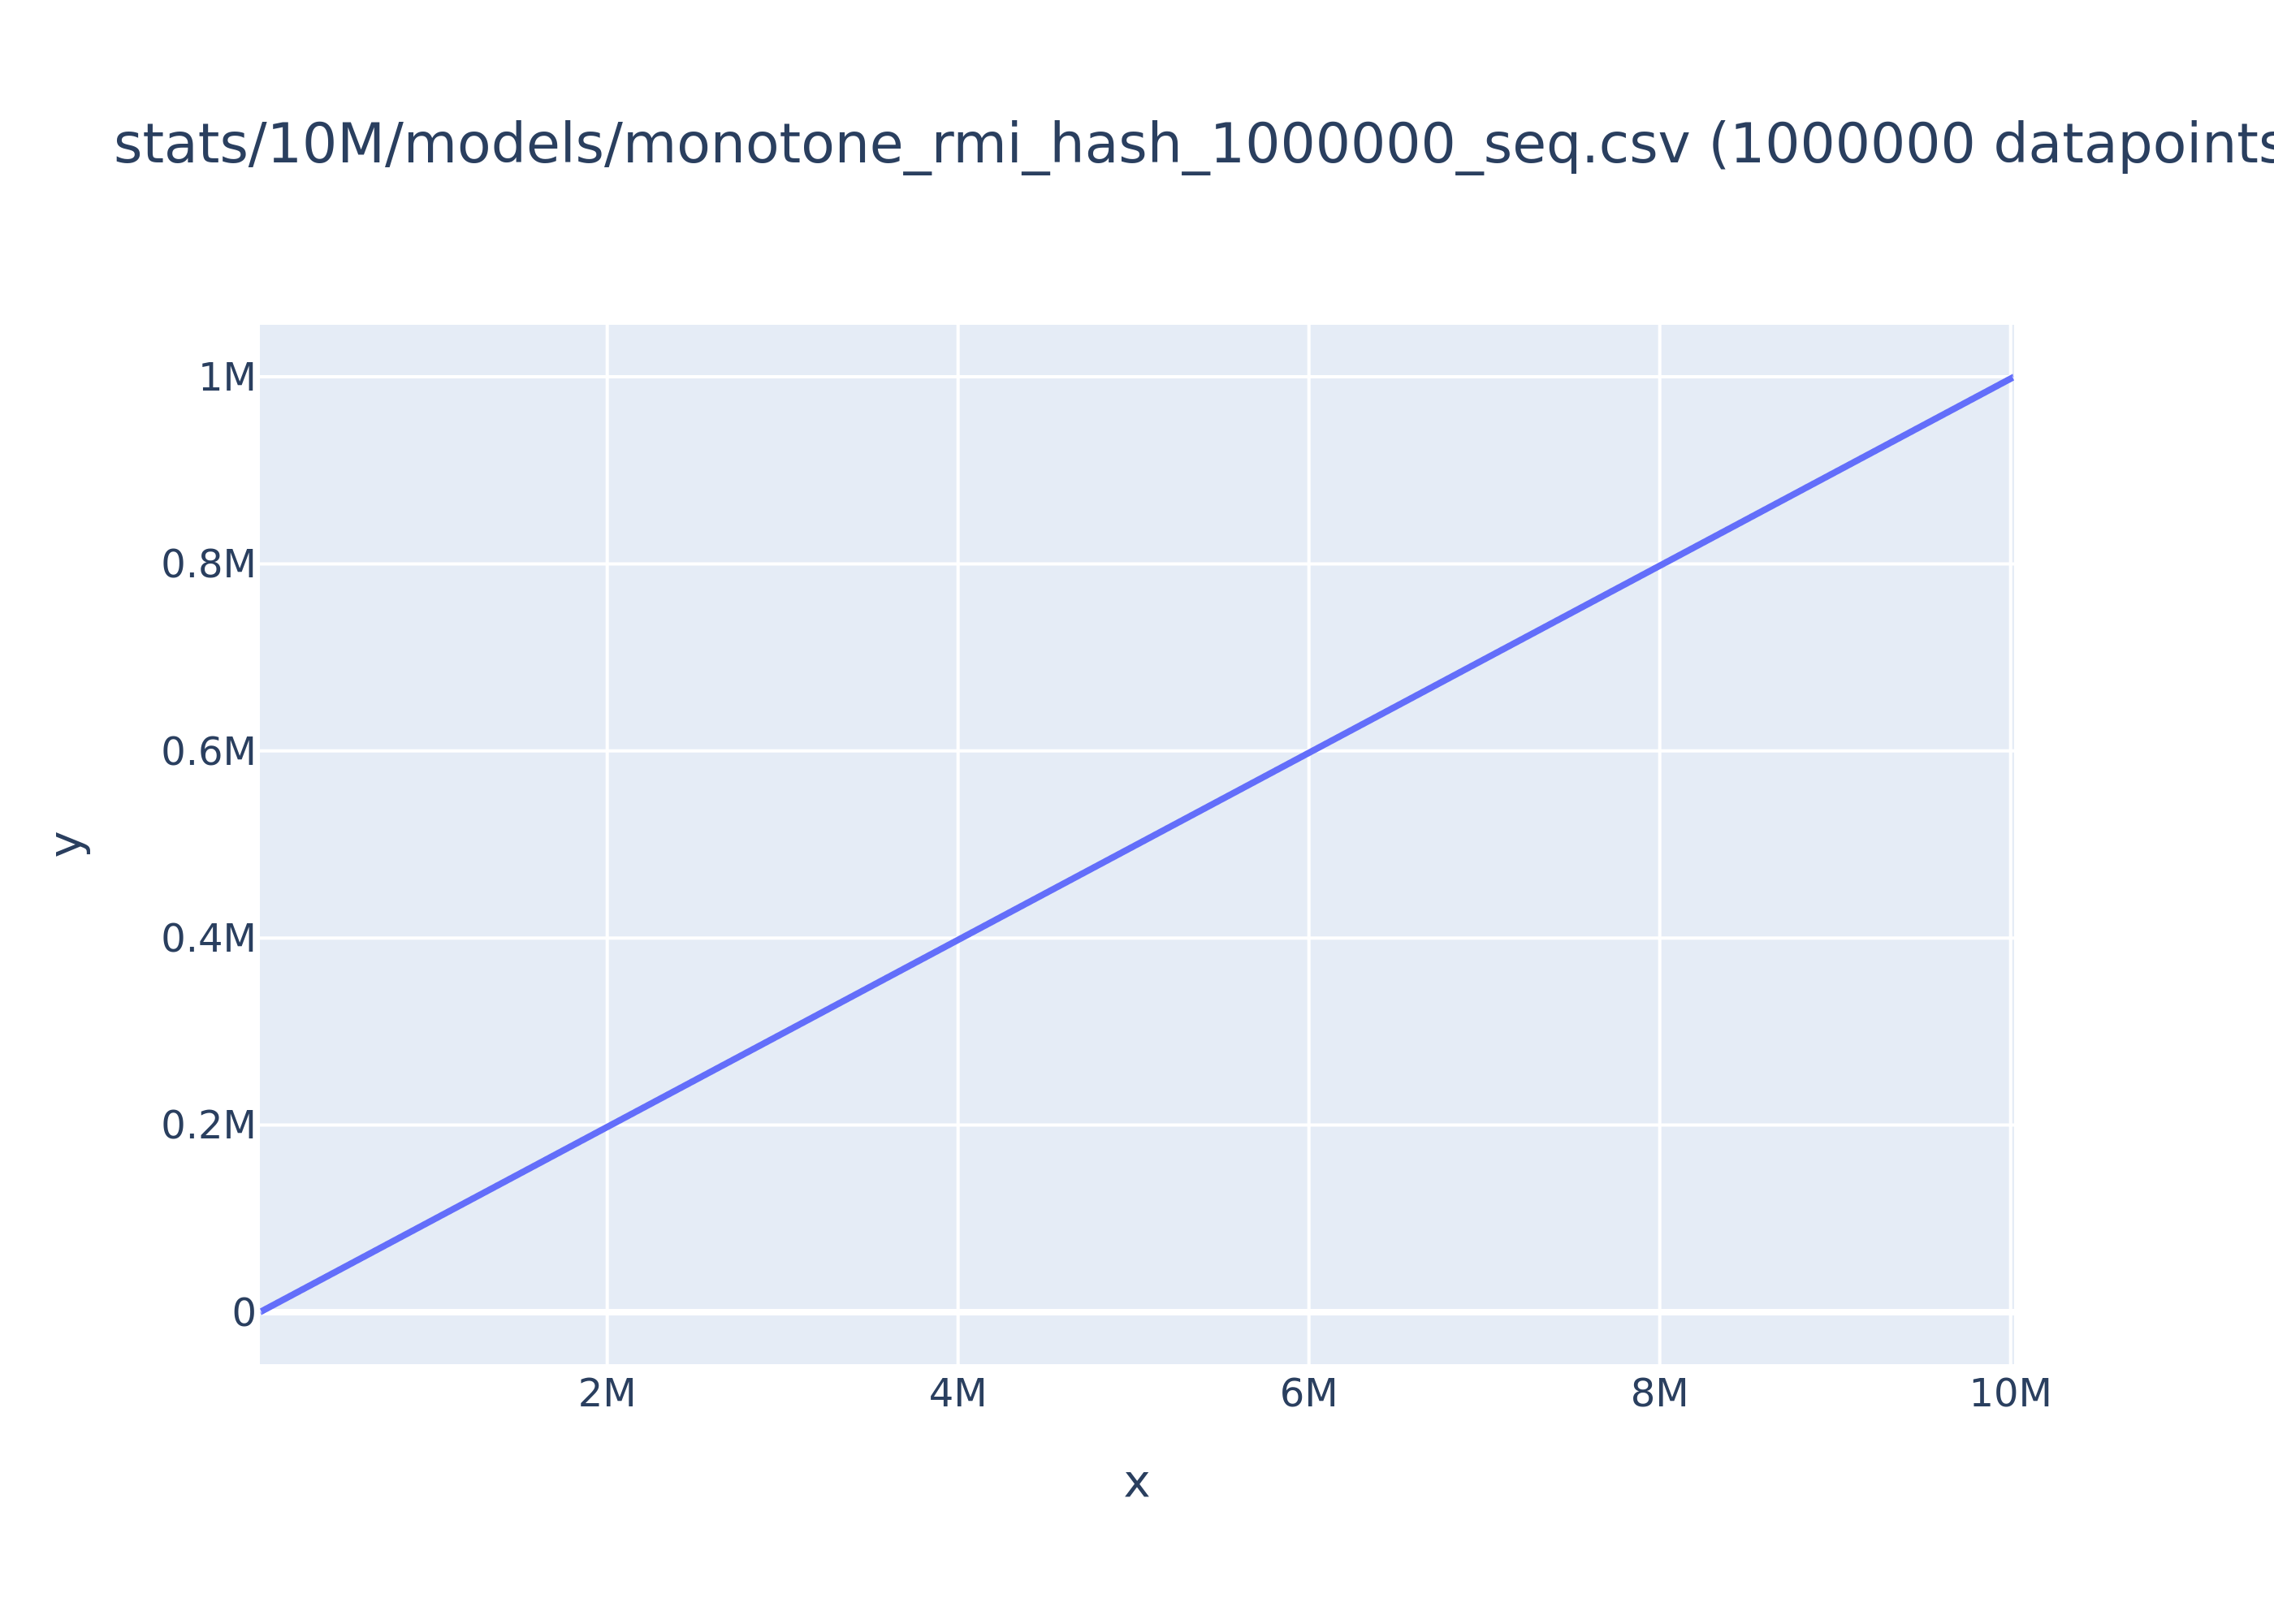 stats/10M/models/monotone_rmi_hash_1000000_seq.csv (1000000 datapoints
1M
0.8M
0.6M
y
0.4M
0.2M
0
2M 4M 6M 8M 10M
x